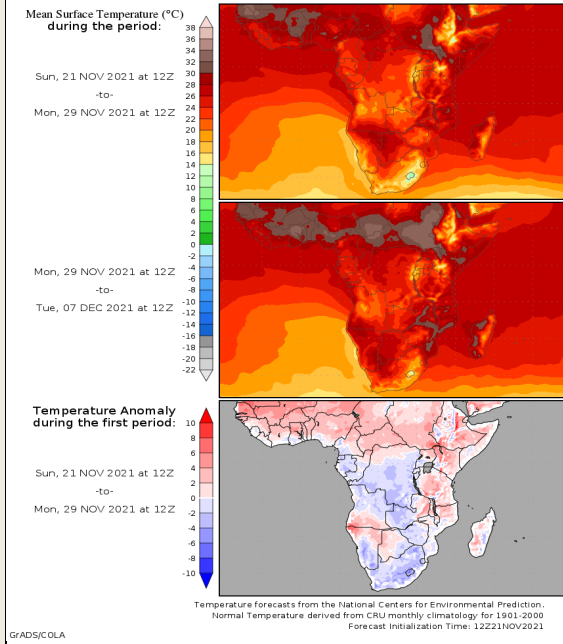 Mean Surface Temperature (°C)
during the period:
Sun, 21 NOV 2021 at 12Z
-to-
Mon, 29 NOV 2021 at 12Z
38
36
34
32
30
28
26
24
22
20
18
16
14
12
10
8
6
4
2
0
-2
-4
-6
-8
-10
-12
-14
-16
-18
-20
-22
Mon, 29 NOV 2021 at 12Z
-to-
Tue, 07 DEC 2021 at 12Z
Temperature Anomaly
during the first period:
Sun, 21 NOV 2021 at 12Z
-to-
Mon, 29 NOV 2021 at 12Z
10
8
6
4
2
0
-2
-4
-6
-8
-10
Temperature forecasts from the National Centers for Environmental Prediction.
Normal Temperature derived from CRU monthly climatology for 1901-2000
Forecast Initialization Time: 12Z21NOV2021
GrADS/COLA